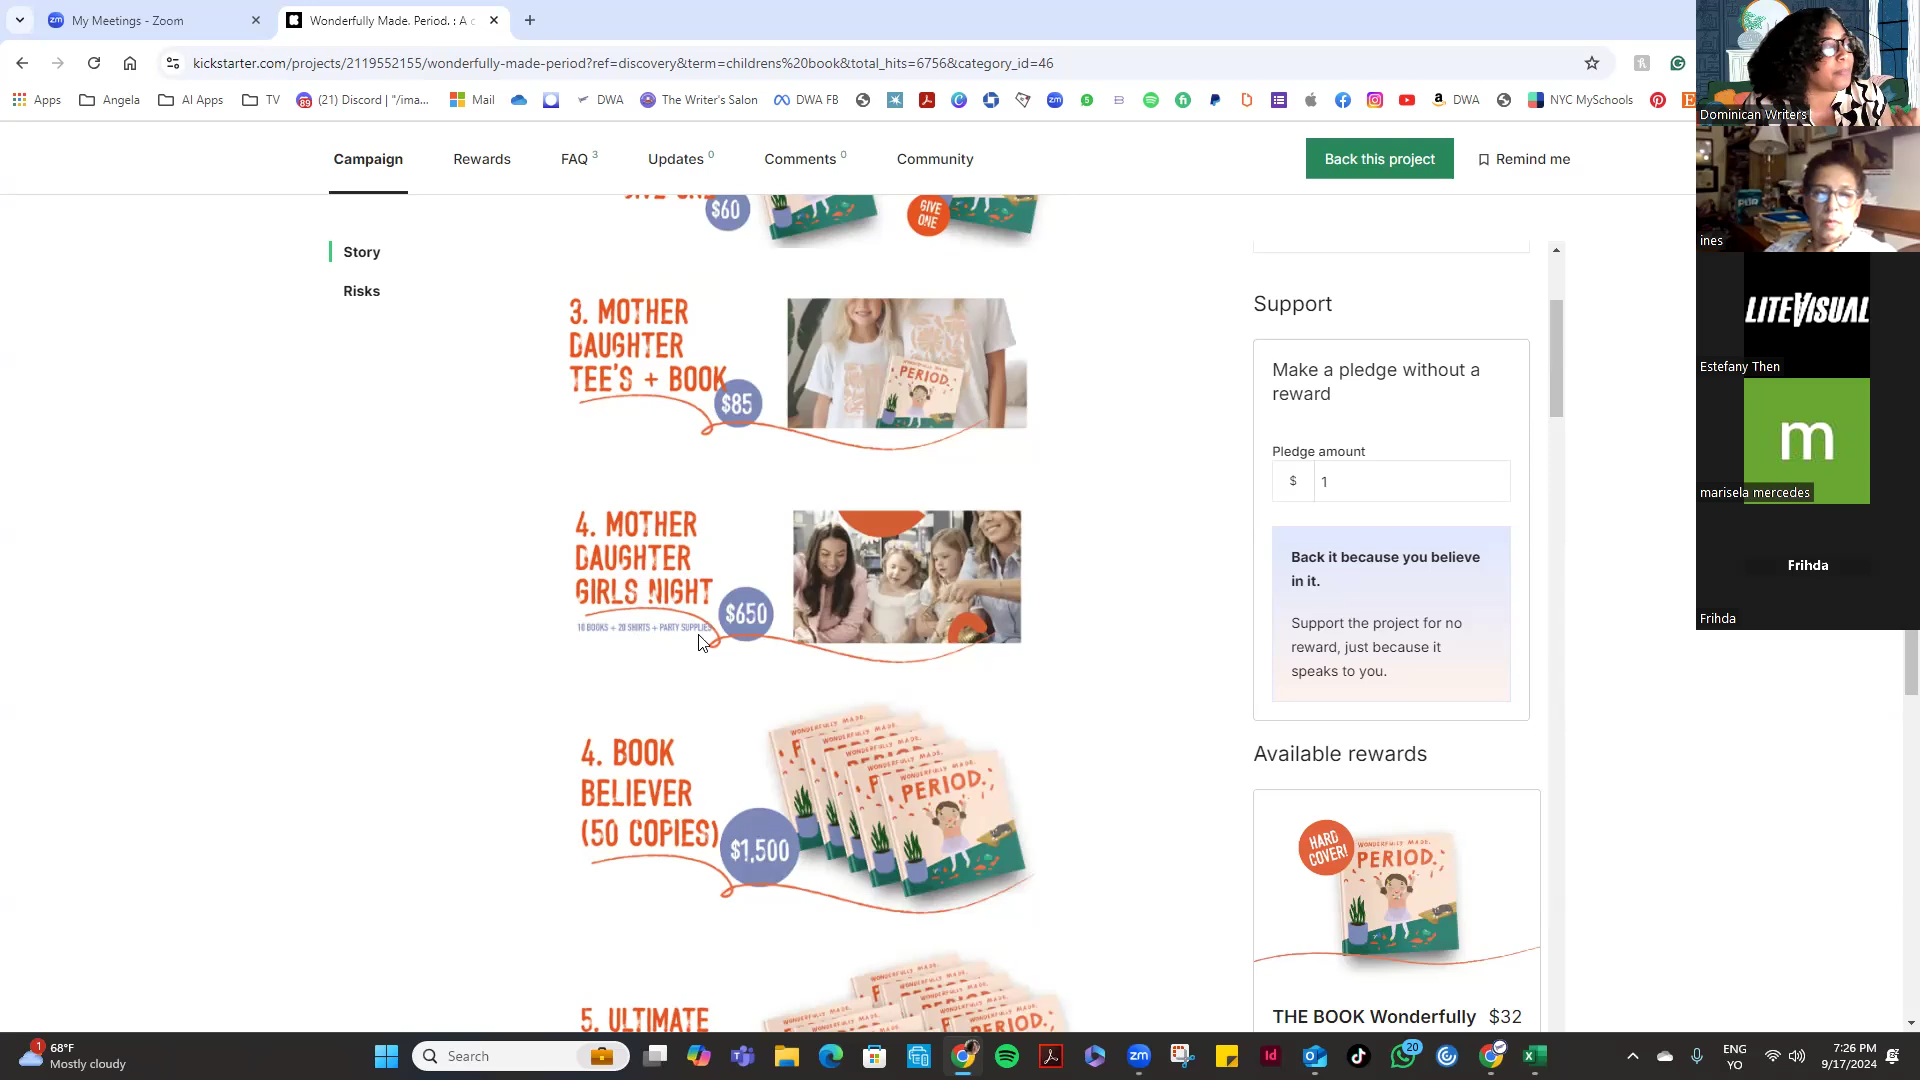 My Meetings - Zoom
Wonderfully Made. Period. : A c
kickstarter.com/projects/2119552155/wonderfully-made-period?ref=discovery&term=childrens%20book&total_hits=6756&category_id=46
Apps
Angela
AI Apps
TV
(21) Discord | "/ima...
Mail
DWA
The Writer's Salon
DWA FB
DWA
NYC MySchools
Campaign
Rewards
FAQ 3
Updates 0
Comments 0
Community
Back this project
Remind me
Story
Risks
$60
GIVE
ONE
3. MOTHER
DAUGHTER
TEE'S + BOOK
$85
WONDERFULLY MADE.
PERIOD.
4. MOTHER
DAUGHTER
GIRLS NIGHT
$650
10 BOOKS + 20 SHIRTS + PARTY SUPPLIES
4. BOOK
BELIEVER
(50 COPIES)
$1,500
WONDERFULLY MADE.
PERIOD.
5. ULTIMATE
WONDERFULLY MADE.
PERIOD.
Support
Make a pledge without a
reward
Pledge amount
$ 1
Back it because you believe
in it.
Support the project for no
reward, just because it
speaks to you.
Available rewards
HARD
COVER!
WONDERFULLY MADE.
PERIOD.
THE BOOK Wonderfully $32
Dominican Writers
ines
LITEVISUAL
Estefany Then
m
marisela mercedes
Frihda
Frihda
1
68°F
Mostly cloudy
Search
20
ENG
YO
7:26 PM
9/17/2024